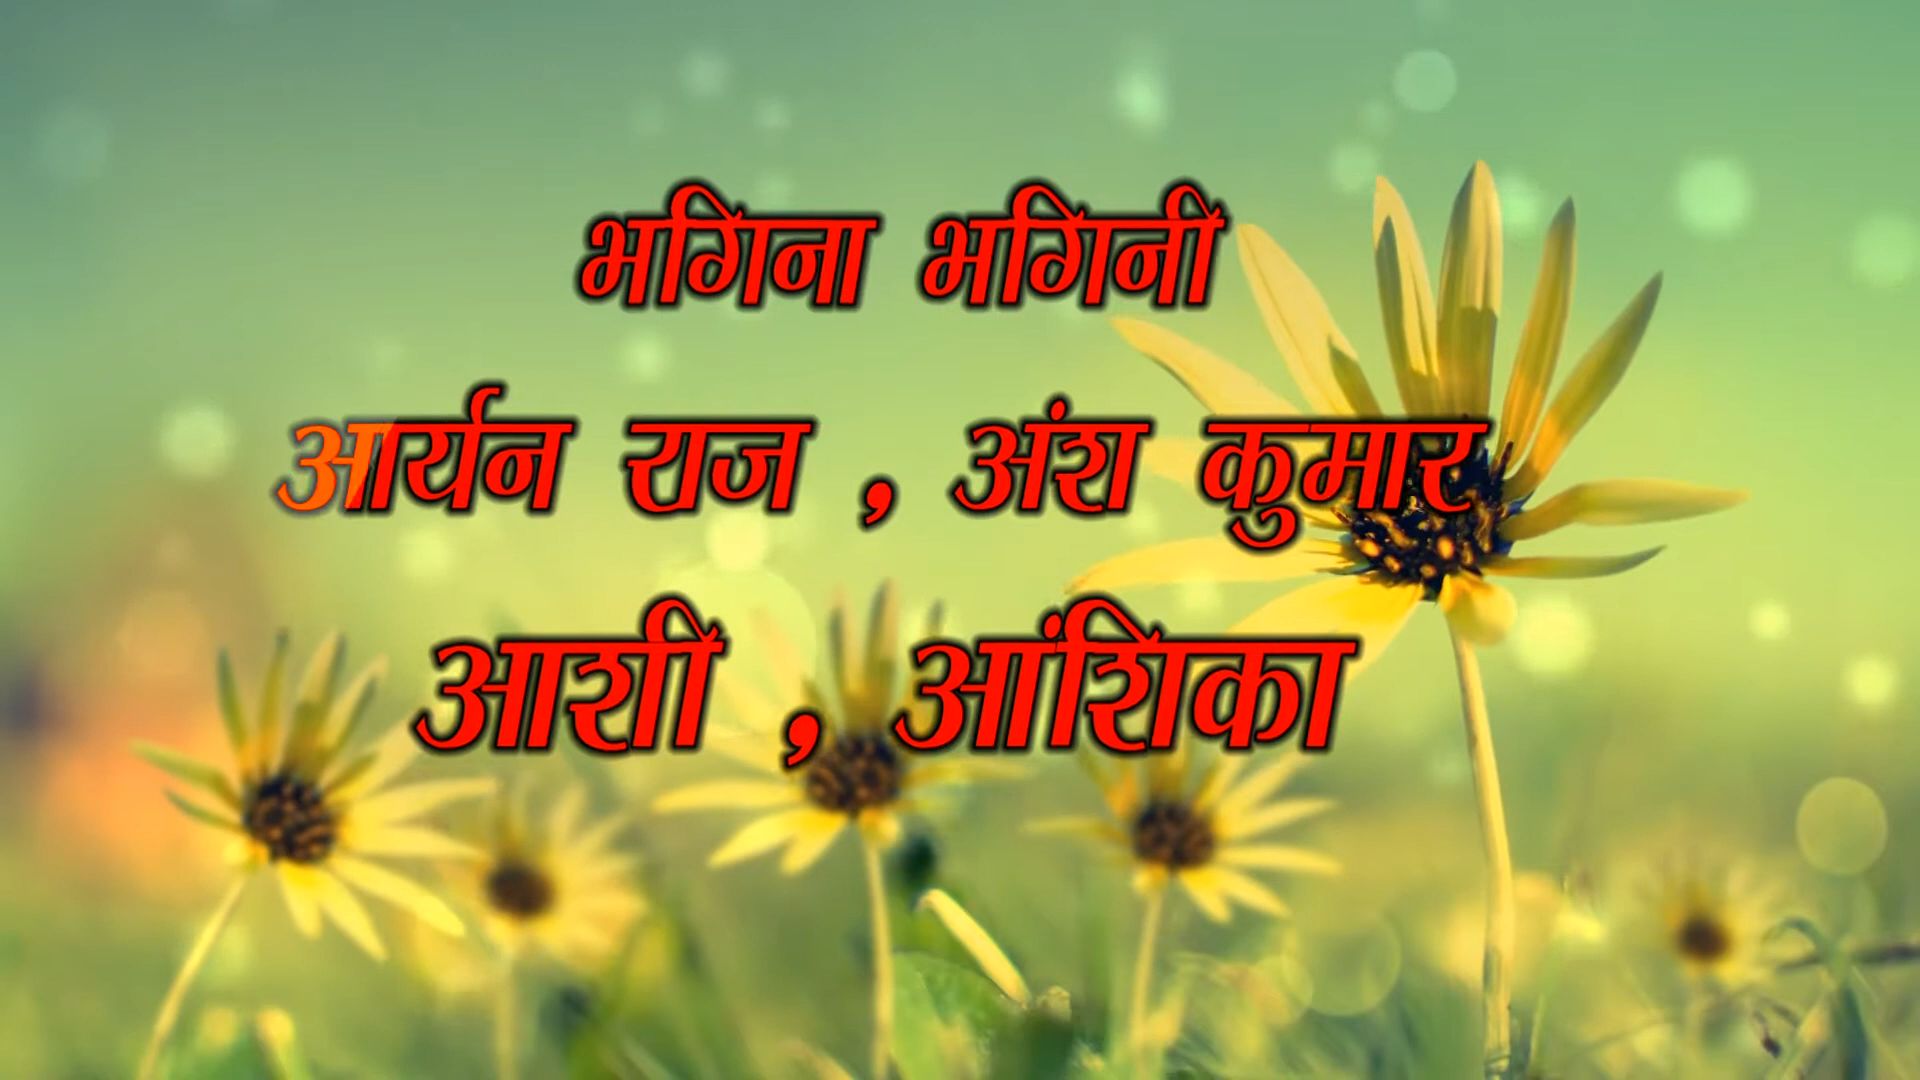 भगिना भगिनी
आर्यन राज , अंश कुमार
आशी , आंशिका